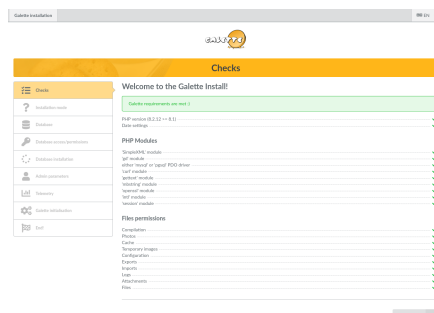 Galette installation
EN
GALETTE
Checks
Checks
Installation mode
Database
Database access/permissions
Database installation
Admin parameters
Telemetry
Galette initialisation
End!
Welcome to the Galette Install!
Galette requirements are met :)
PHP version (8.2.12 >= 8.1)
Date settings
PHP Modules
'SimpleXML' module
'gd' module
either 'mysql' or 'pgsql' PDO driver
'curl' module
'gettext' module
'mbstring' module
'openssl' module
'intl' module
'session' module
Files permissions
Compilation
Photos
Cache
Temporary images
Configuration
Exports
Imports
Logs
Attachments
Files